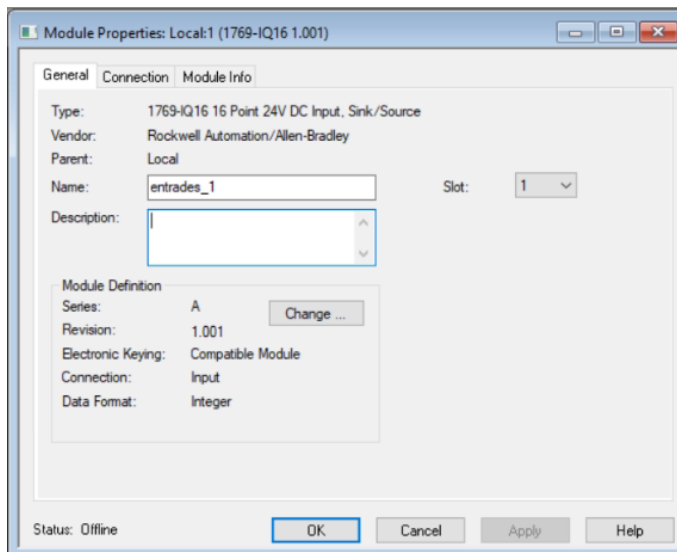 Module Properties: Local:1 (1769-IQ16 1.001)
General Connection Module Info
Type: 1769-IQ16 16 Point 24V DC Input, Sink/Source
Vendor: Rockwell Automation/Allen-Bradley
Parent: Local
Name: entrades_1 Slot: 1
Description:
Module Definition
Series: A Change ...
Revision: 1.001
Electronic Keying: Compatible Module
Connection: Input
Data Format: Integer
Status: Offline OK Cancel Apply Help